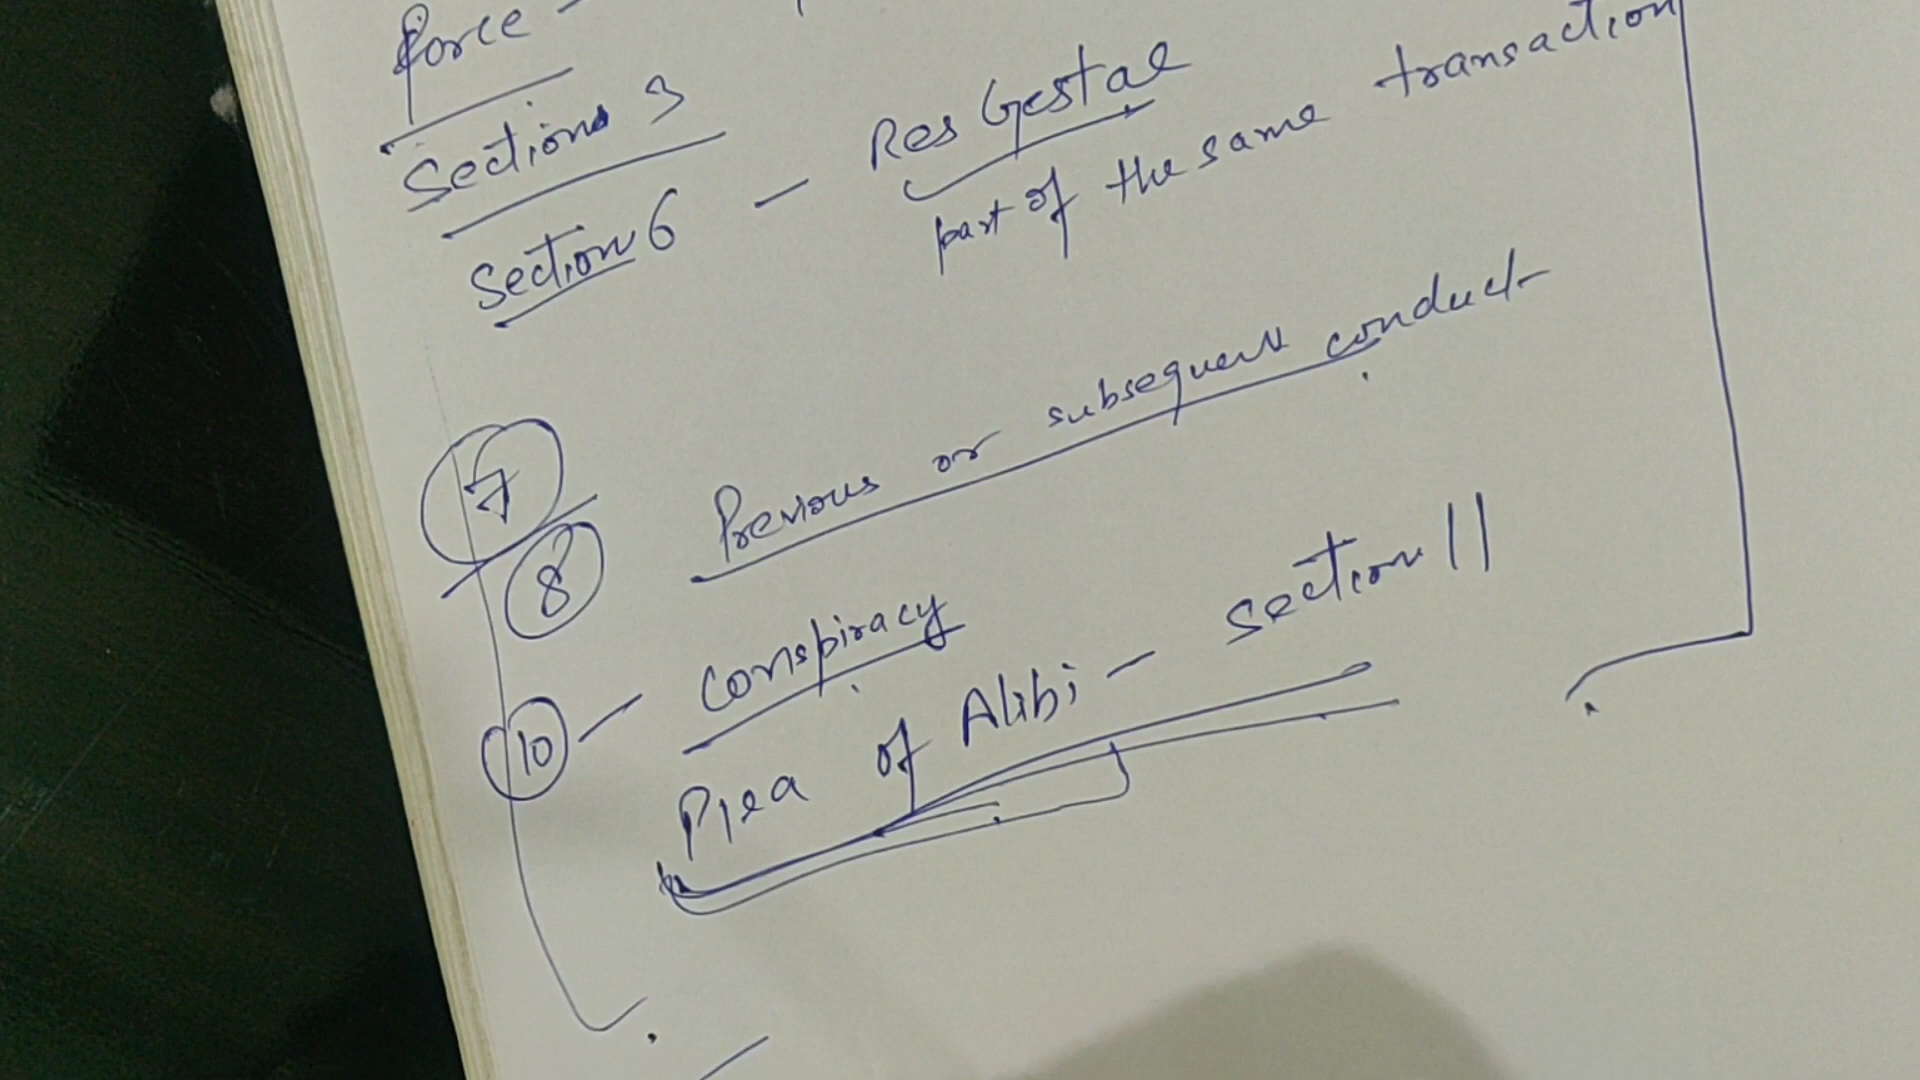 force -
Sections 3
Section 6 - Res Gestae
part of the same transaction
7
8 Previous or subsequent conduct
10 - Conspiracy
Plea of Alibi - Section 11